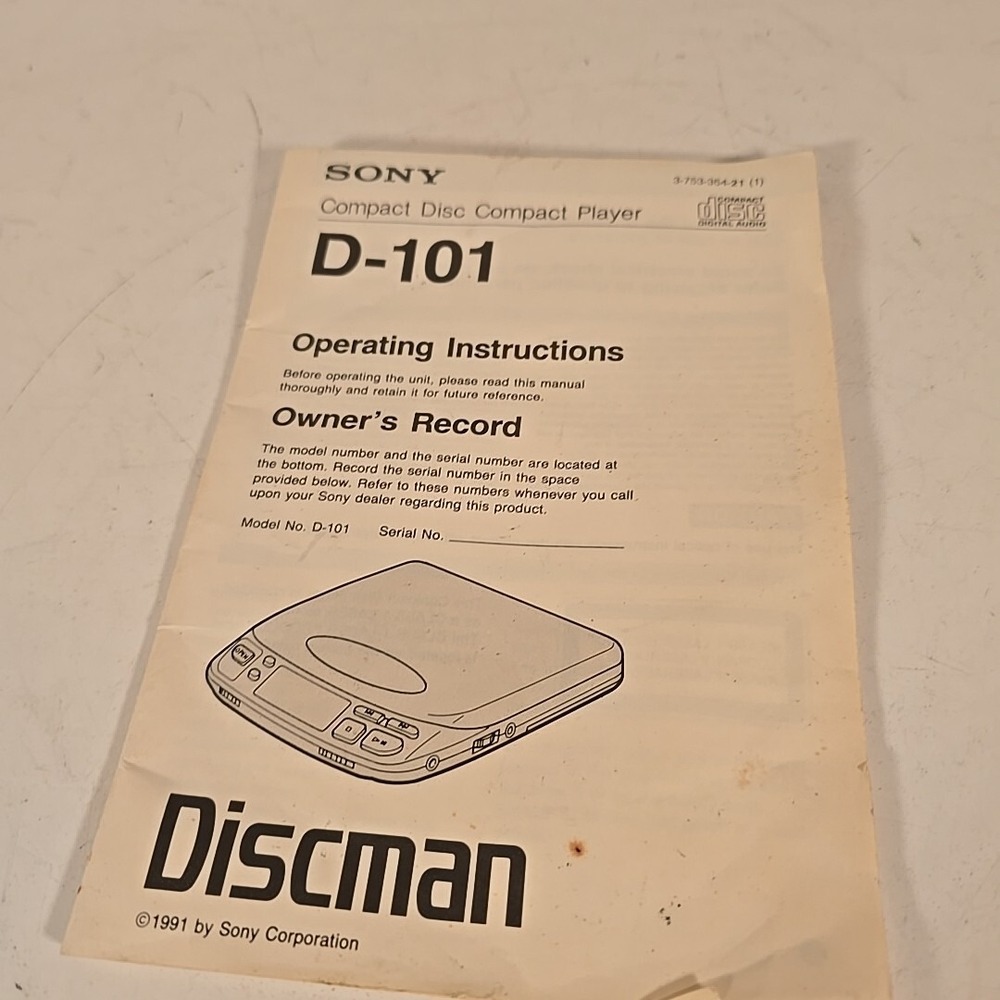 SONY
3-753-354-21 (1)
Compact Disc Compact Player
COMPACT
disc
DIGITAL AUDIO
D-101
Operating Instructions
Before operating the unit, please read this manual
thoroughly and retain it for future reference.
Owner's Record
The model number and the serial number are located at
the bottom. Record the serial number in the space
provided below. Refer to these numbers whenever you call
upon your Sony dealer regarding this product.
Model No. D-101 Serial No.
OPEN
Discman
©1991 by Sony Corporation